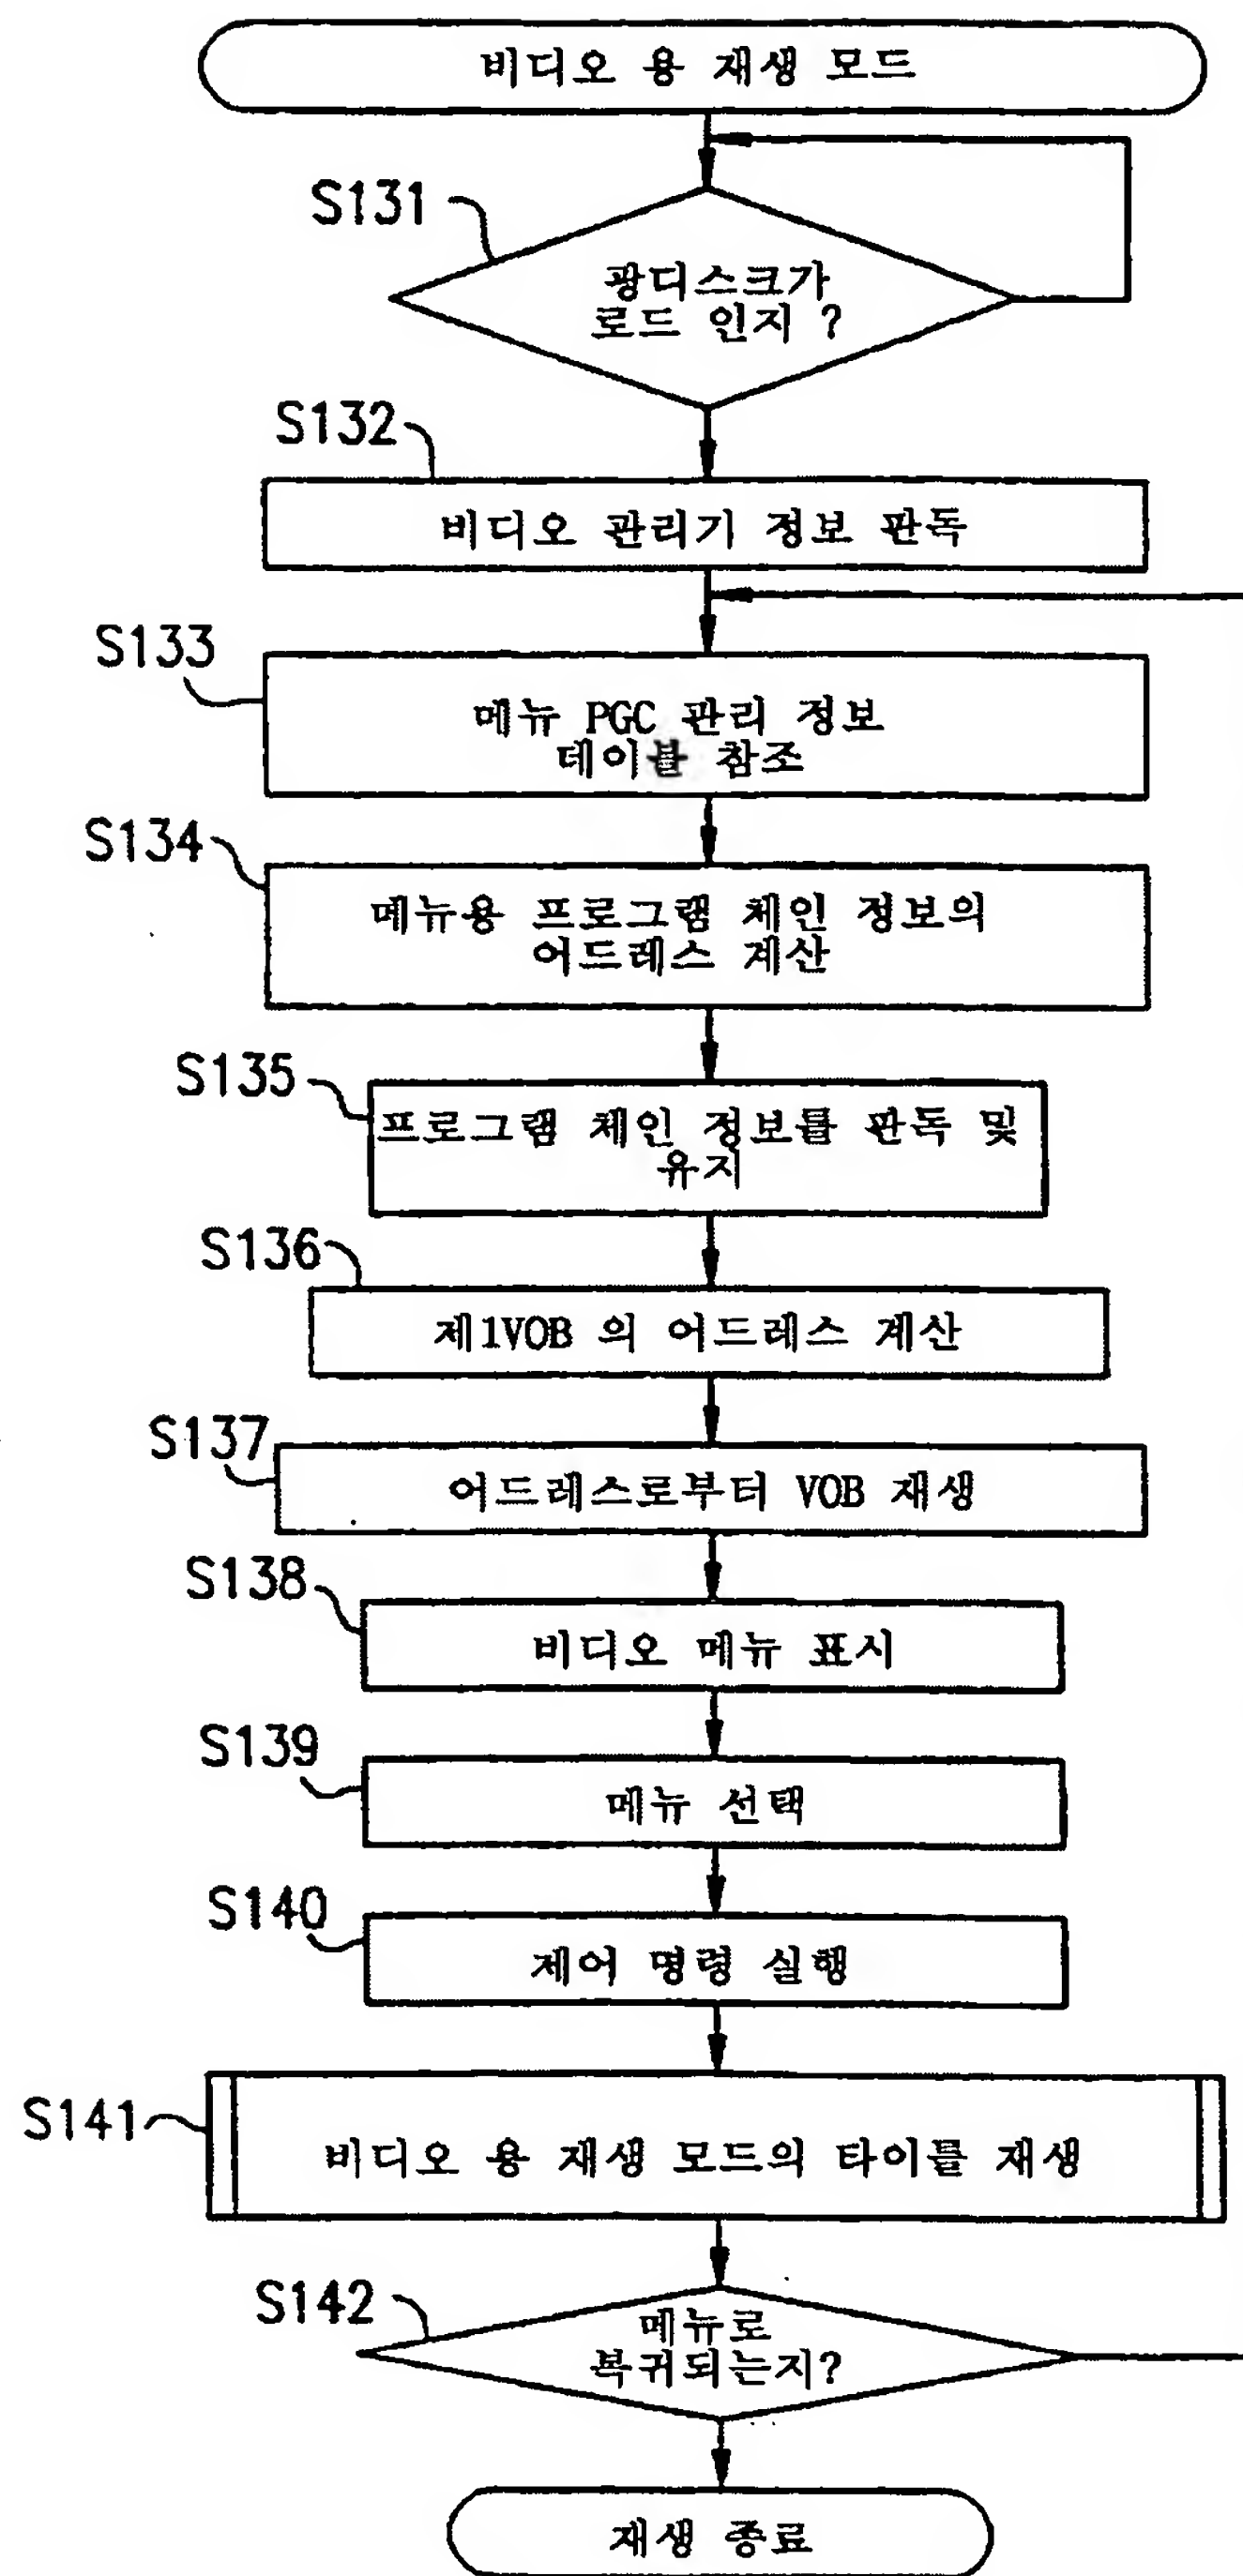 비디오 용 재생 모드
S131
광디스크가
로드 인지 ?
S132
비디오 관리기 정보 판독
S133
메뉴 PGC 관리 정보
테이블 참조
S134
메뉴용 프로그램 체인 정보의
어드레스 계산
S135
프로그램 체인 정보를 판독 및
유지
S136
제1VOB 의 어드레스 계산
S137
어드레스로부터 VOB 재생
S138
비디오 메뉴 표시
S139
메뉴 선택
S140
제어 명령 실행
S141
비디오 용 재생 모드의 타이틀 재생
S142
메뉴로
복귀되는지?
재생 종료